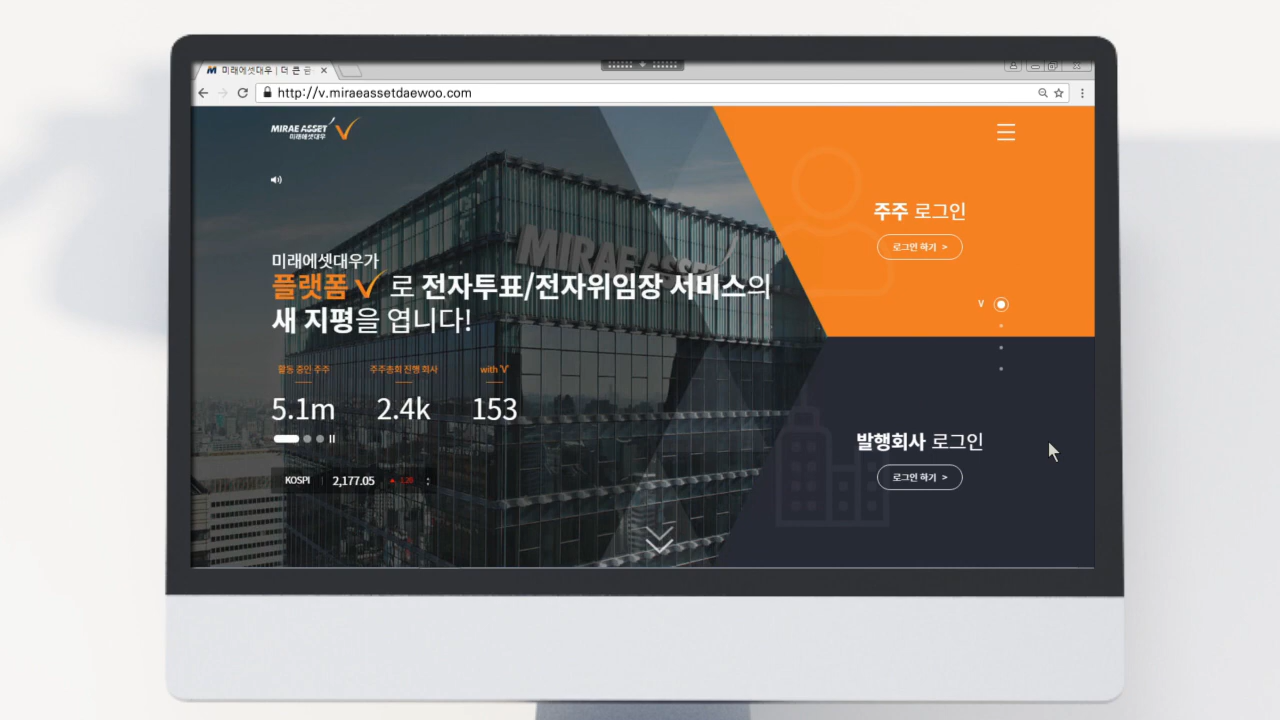 미래에셋대우 | 더 큰 금
http://v.miraeassetdaewoo.com
MIRAE ASSET
미래에셋대우
미래에셋대우가
플랫폼 V 로 전자투표/전자위임장 서비스의
새 지평을 엽니다!
활동 중인 주주
주주총회 진행 회사
with 'V'
5.1m
2.4k
153
KOSPI
2,177.05
1.20
MIRAE ASSET
주주 로그인
로그인 하기 >
V
발행회사 로그인
로그인 하기 >